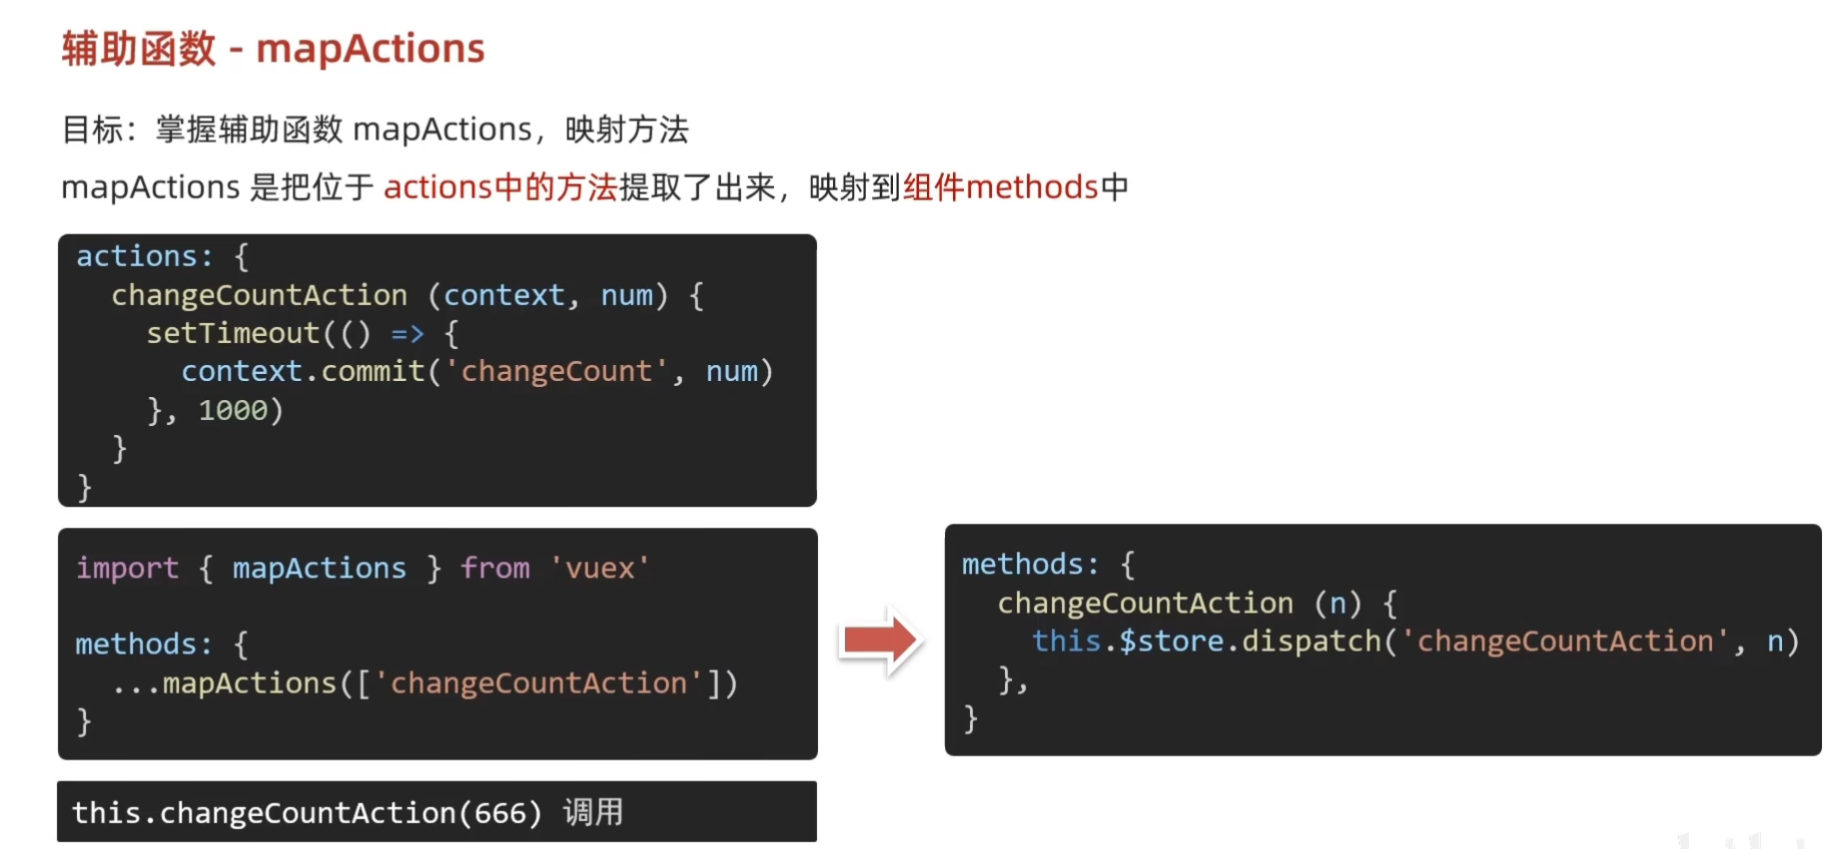 辅助函数 - mapActions
目标：掌握辅助函数 mapActions，映射方法
mapActions 是把位于 actions中的方法提取了出来，映射到组件methods中
actions: {
  changeCountAction (context, num) {
    setTimeout(() => {
      context.commit('changeCount', num)
    }, 1000)
  }
}
import { mapActions } from 'vuex'
methods: {
  ...mapActions(['changeCountAction'])
}
methods: {
  changeCountAction (n) {
    this.$store.dispatch('changeCountAction', n)
  },
}
this.changeCountAction(666) 调用